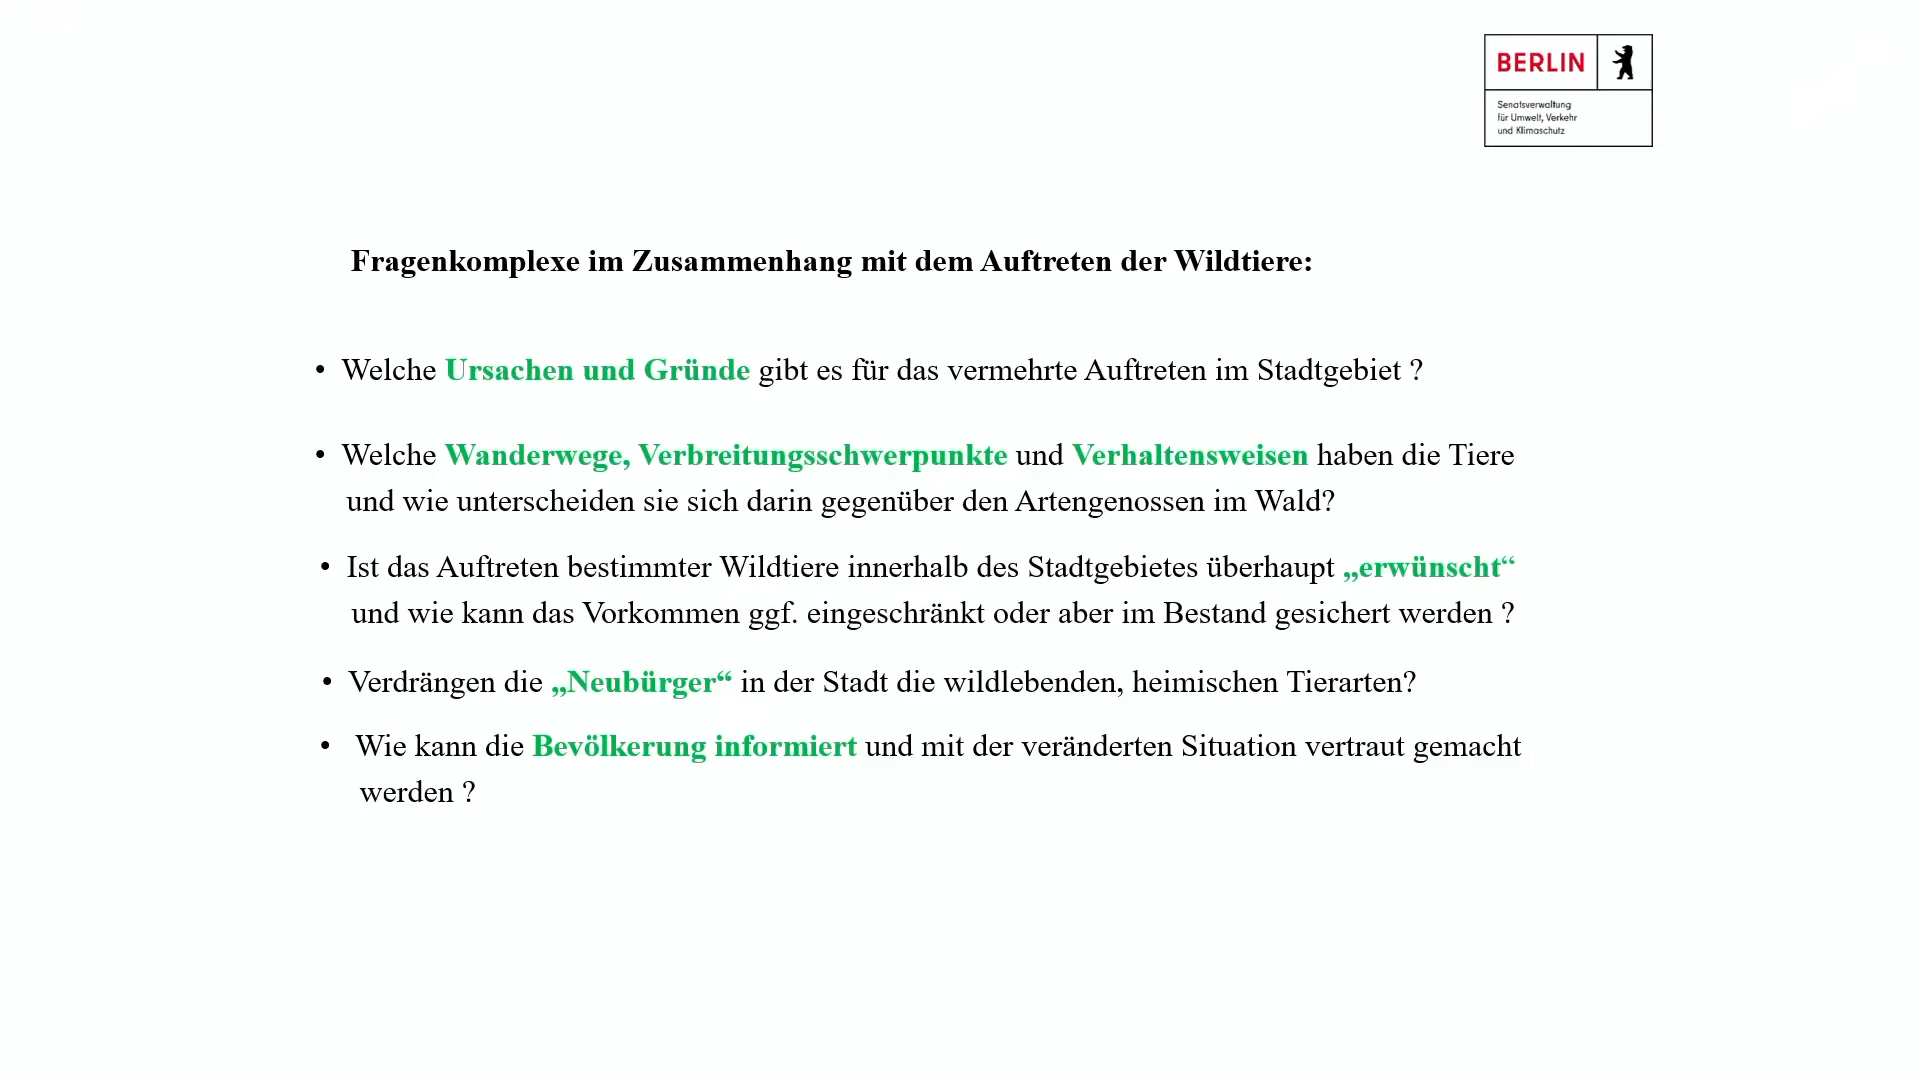 BERLIN
Senatsverwaltung
für Umwelt, Verkehr
und Klimaschutz
Fragenkomplexe im Zusammenhang mit dem Auftreten der Wildtiere:
• Welche Ursachen und Gründe gibt es für das vermehrte Auftreten im Stadtgebiet ?
• Welche Wanderwege, Verbreitungsschwerpunkte und Verhaltensweisen haben die Tiere
und wie unterscheiden sie sich darin gegenüber den Artengenossen im Wald?
• Ist das Auftreten bestimmter Wildtiere innerhalb des Stadtgebietes überhaupt „erwünscht“
und wie kann das Vorkommen ggf. eingeschränkt oder aber im Bestand gesichert werden ?
• Verdrängen die „Neubürger“ in der Stadt die wildlebenden, heimischen Tierarten?
• Wie kann die Bevölkerung informiert und mit der veränderten Situation vertraut gemacht
werden ?